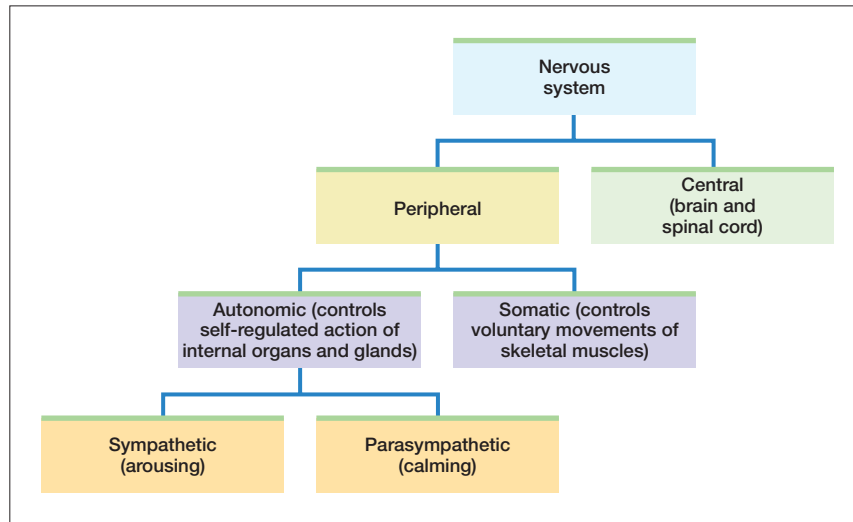 Nervous
system
Peripheral
Central
(brain and
spinal cord)
Autonomic (controls
self-regulated action of
internal organs and glands)
Somatic (controls
voluntary movements of
skeletal muscles)
Sympathetic
(arousing)
Parasympathetic
(calming)